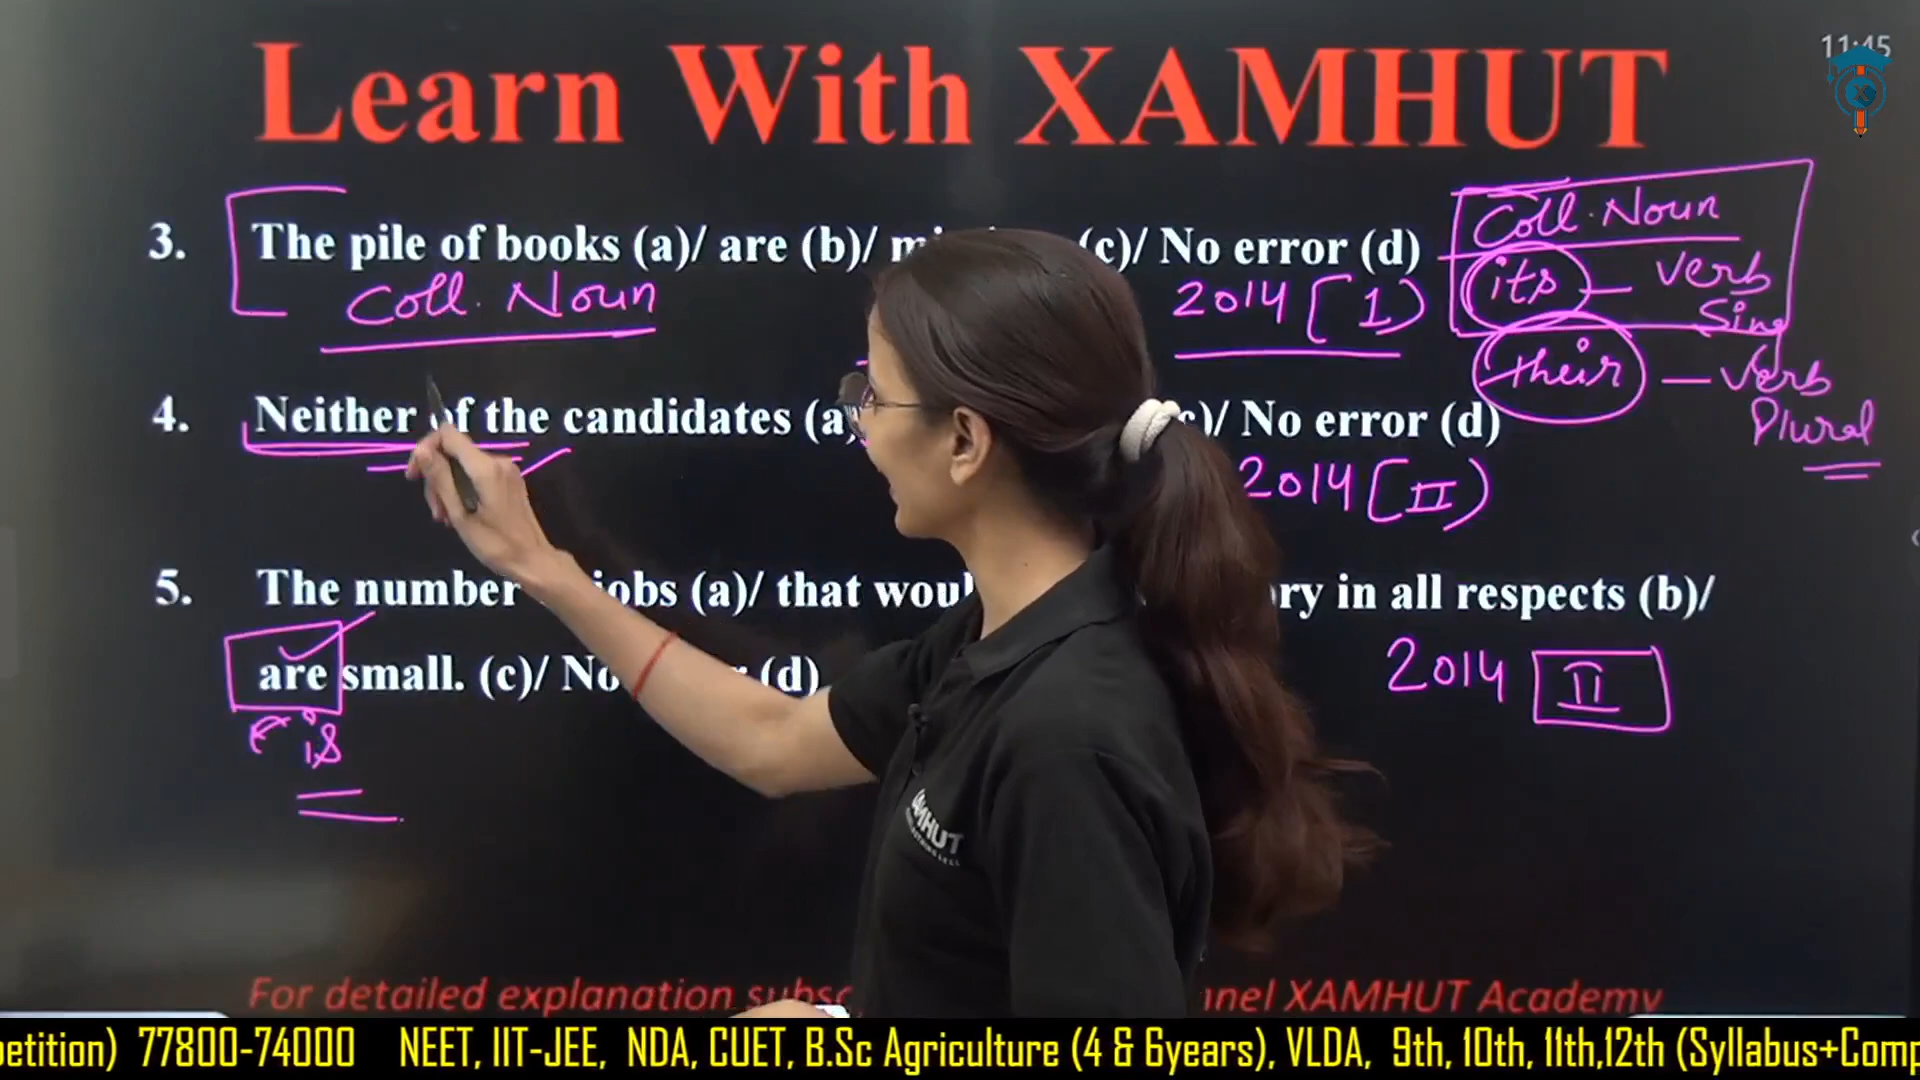 11:45
Learn With XAMHUT
3. The pile of books (a)/ are (b)/ (c)/ No error (d)
Coll. Noun
2014 [I)
Coll. Noun
its — verb
Sing
their — verb
Plural
4. Neither of the candidates (a) )/ No error (d)
2014 (II)
5. The number jobs (a)/ that would in all respects (b)/
are small. (c)/ No (d)
2014 II
is
XAMHUT
For detailed explanation XAMHUT Academy
77800-74000 NEET, IIT-JEE, NDA, CUET, B.Sc Agriculture (4 & 6years), VLDA, 9th, 10th, 11th,12th (Syllabus+Comp